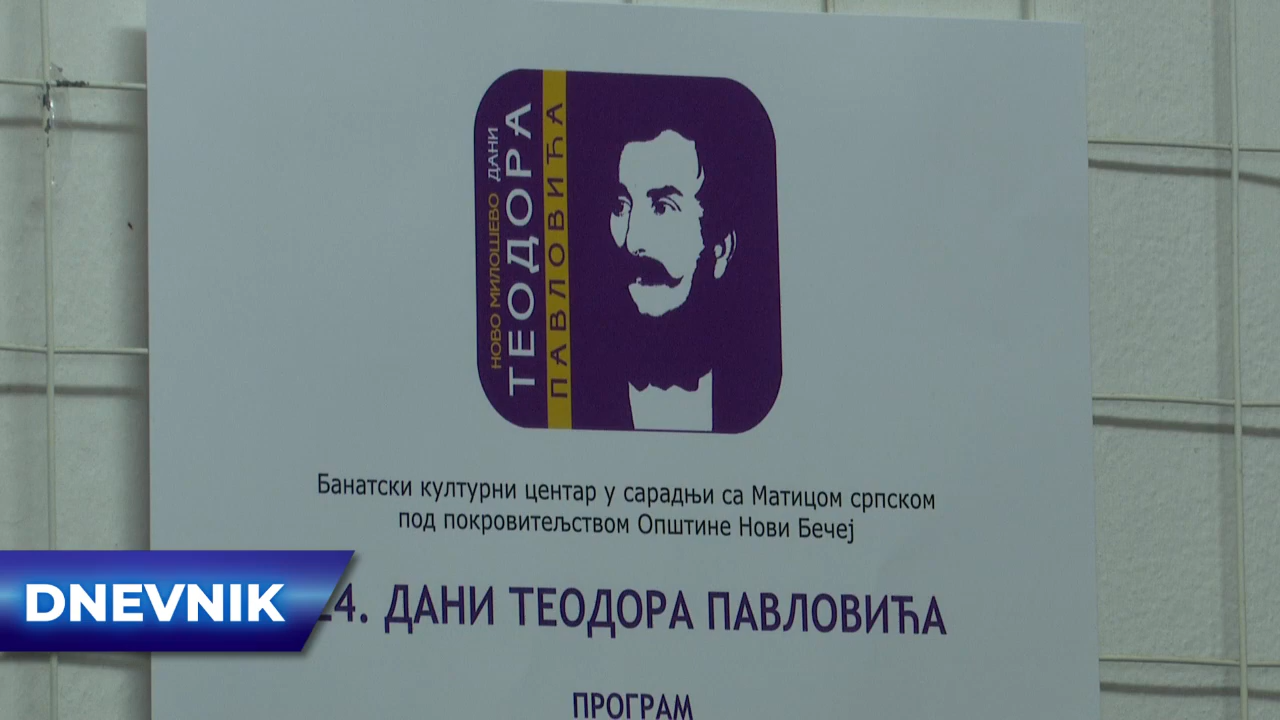 НОВО МИЛОШЕВО ДАНИ
ТЕОДОРА
ПАВЛОВИЋА
Банатски културни центар у сарадњи са Матицом српском
под покровитељством Општине Нови Бечеј
24. ДАНИ ТЕОДОРА ПАВЛОВИЋА
DNEVNIK
ПРОГРАМ